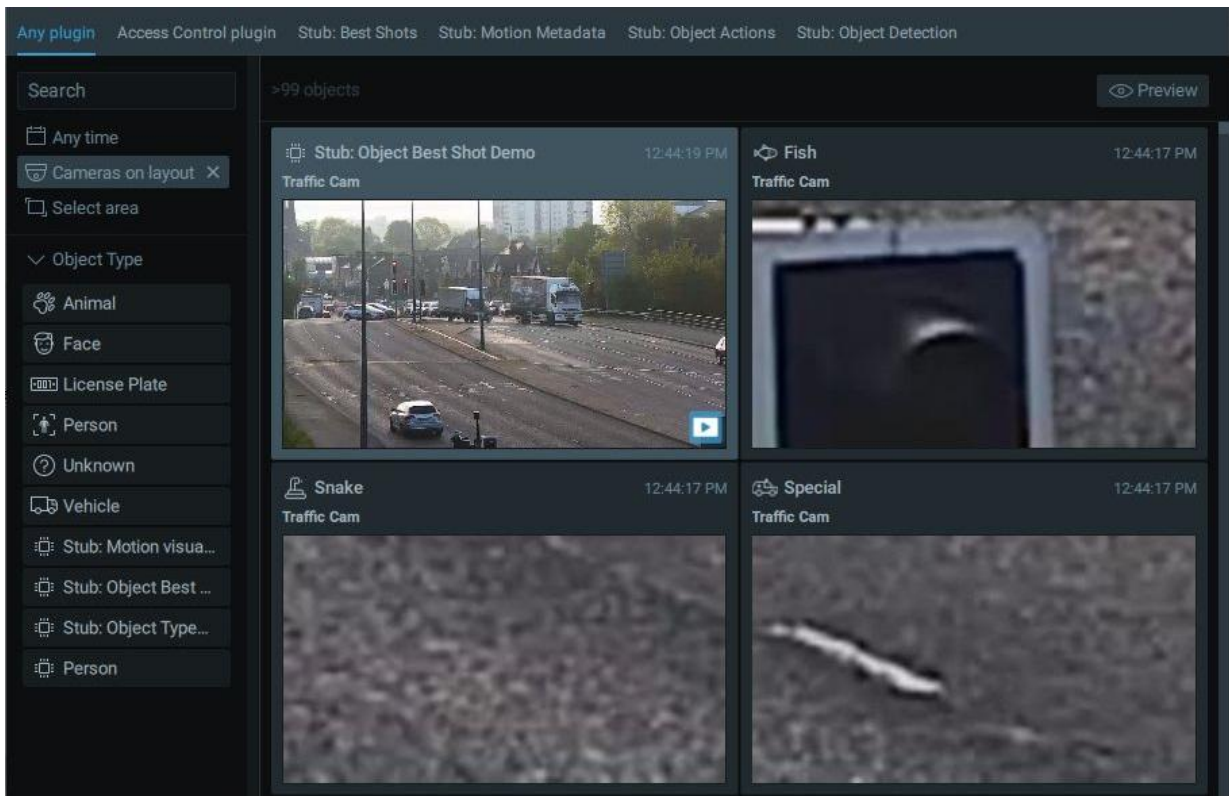 Any plugin Access Control plugin Stub: Best Shots Stub: Motion Metadata Stub: Object Actions Stub: Object Detection
Search
Any time
Cameras on layout
Select area
Object Type
Animal
Face
License Plate
Person
Unknown
Vehicle
Stub: Motion visua...
Stub: Object Best ...
Stub: Object Type...
Person
>99 objects
Preview
Stub: Object Best Shot Demo 12:44:19 PM
Traffic Cam
Fish 12:44:17 PM
Traffic Cam
Snake 12:44:17 PM
Traffic Cam
Special 12:44:17 PM
Traffic Cam